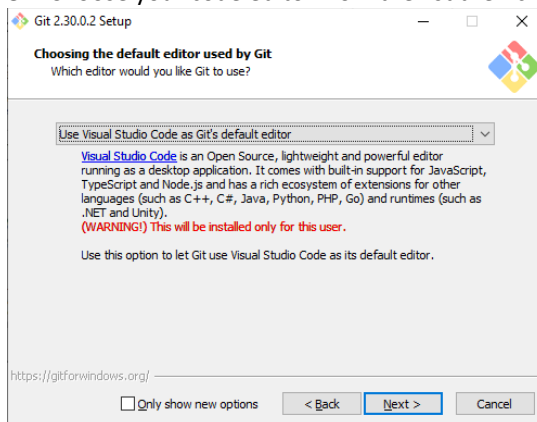 Git 2.30.0.2 Setup
Choosing the default editor used by Git
Which editor would you like Git to use?
Use Visual Studio Code as Git's default editor
Visual Studio Code is an Open Source, lightweight and powerful editor
running as a desktop application. It comes with built-in support for JavaScript,
TypeScript and Node.js and has a rich ecosystem of extensions for other
languages (such as C++, C#, Java, Python, PHP, Go) and runtimes (such as
.NET and Unity).
(WARNING!) This will be installed only for this user.
Use this option to let Git use Visual Studio Code as its default editor.
https://gitforwindows.org/
Only show new options
< Back
Next >
Cancel